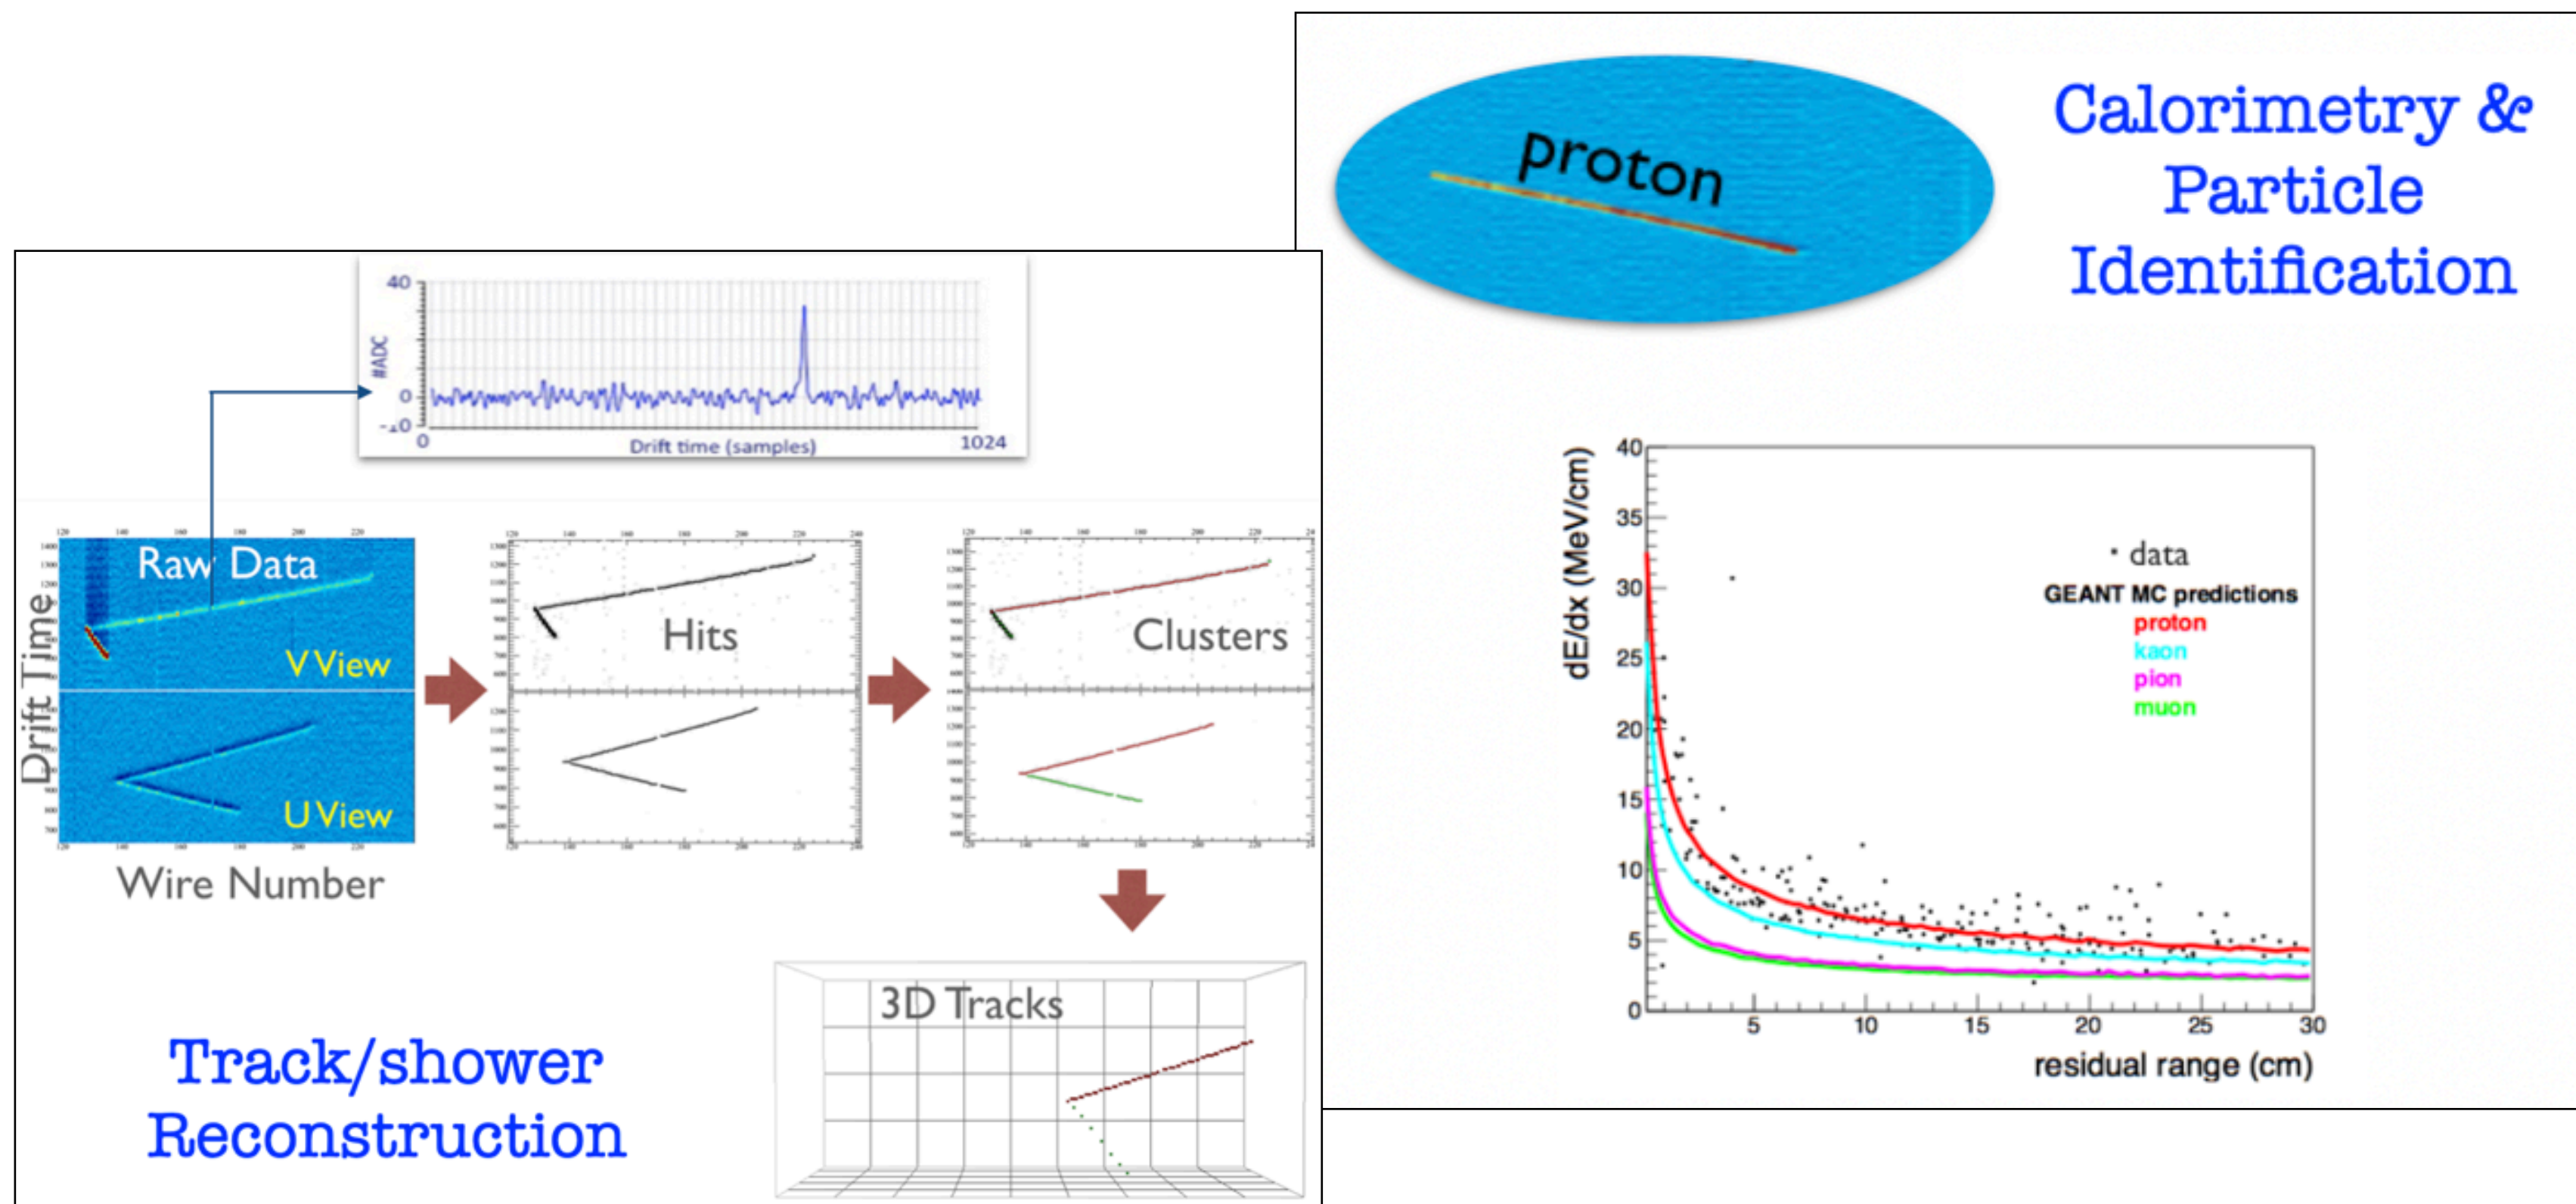 40
#ADC
0
0
Drift time (samples)
1024
Raw Data
V View
U View
Drift Time
Wire Number
Hits
Clusters
3D Tracks
Track/shower
Reconstruction
proton
Calorimetry &
Particle
Identification
dE/dx (MeV/cm)
40
35
30
25
20
15
10
5
0
data
GEANT MC predictions
proton
kaon
pion
muon
5
10
15
20
25
30
residual range (cm)